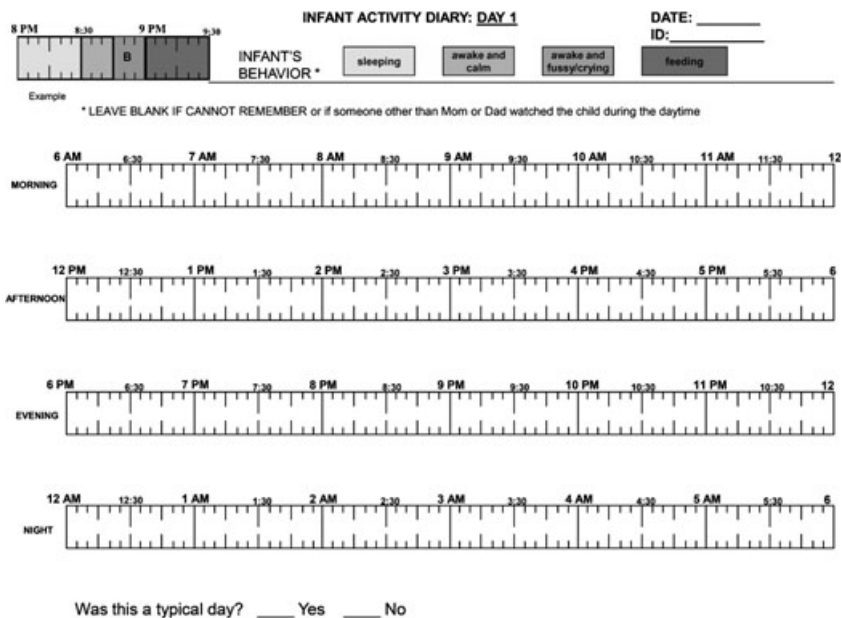 INFANT ACTIVITY DIARY: DAY 1 DATE: ________
ID:____________
8 PM 8:30 9 PM 9:30
B
Example
INFANT'S
BEHAVIOR *
sleeping
awake and
calm
awake and
fussy/crying
feeding
* LEAVE BLANK IF CANNOT REMEMBER or if someone other than Mom or Dad watched the child during the daytime
6 AM 6:30 7 AM 7:30 8 AM 8:30 9 AM 9:30 10 AM 10:30 11 AM 11:30 12
MORNING
12 PM 12:30 1 PM 1:30 2 PM 2:30 3 PM 3:30 4 PM 4:30 5 PM 5:30 6
AFTERNOON
6 PM 6:30 7 PM 7:30 8 PM 8:30 9 PM 9:30 10 PM 10:30 11 PM 10:30 12
EVENING
12 AM 12:30 1 AM 1:30 2 AM 2:30 3 AM 3:30 4 AM 4:30 5 AM 5:30 6
NIGHT
Was this a typical day? ____ Yes ____ No